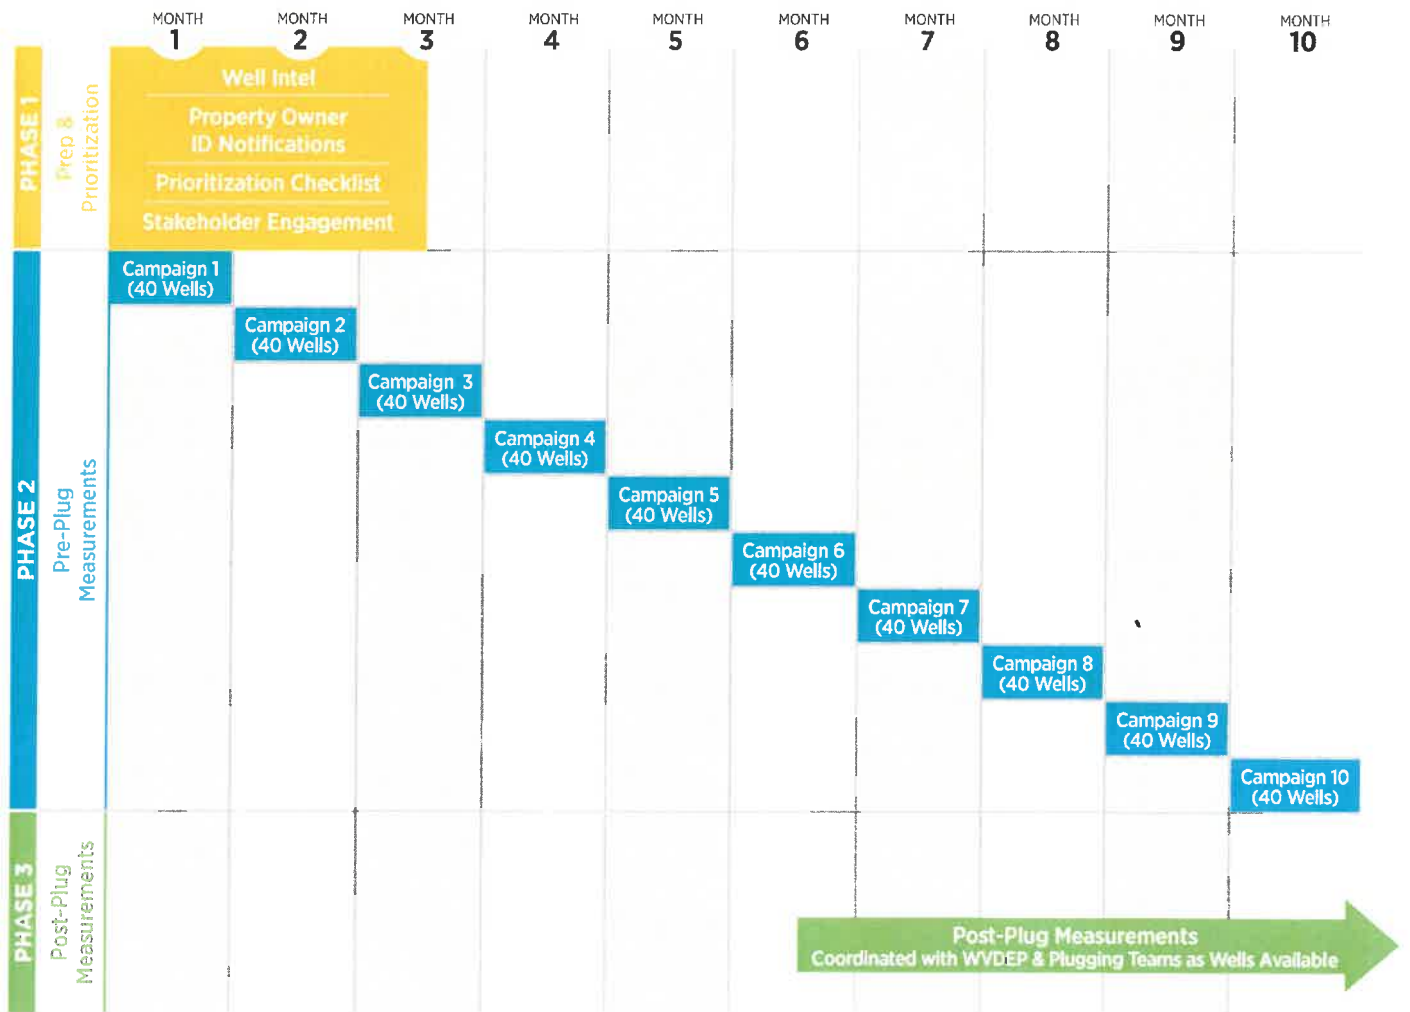 MONTH
1
MONTH
2
MONTH
3
MONTH
4
MONTH
5
MONTH
6
MONTH
7
MONTH
8
MONTH
9
MONTH
10
PHASE 1
Prep &
Prioritization
Well Intel
Property Owner
ID Notifications
Prioritization Checklist
Stakeholder Engagement
PHASE 2
Pre-Plug
Measurements
Campaign 1
(40 Wells)
Campaign 2
(40 Wells)
Campaign 3
(40 Wells)
Campaign 4
(40 Wells)
Campaign 5
(40 Wells)
Campaign 6
(40 Wells)
Campaign 7
(40 Wells)
Campaign 8
(40 Wells)
Campaign 9
(40 Wells)
Campaign 10
(40 Wells)
PHASE 3
Post-Plug
Measurements
Post-Plug Measurements
Coordinated with WVDEP & Plugging Teams as Wells Available